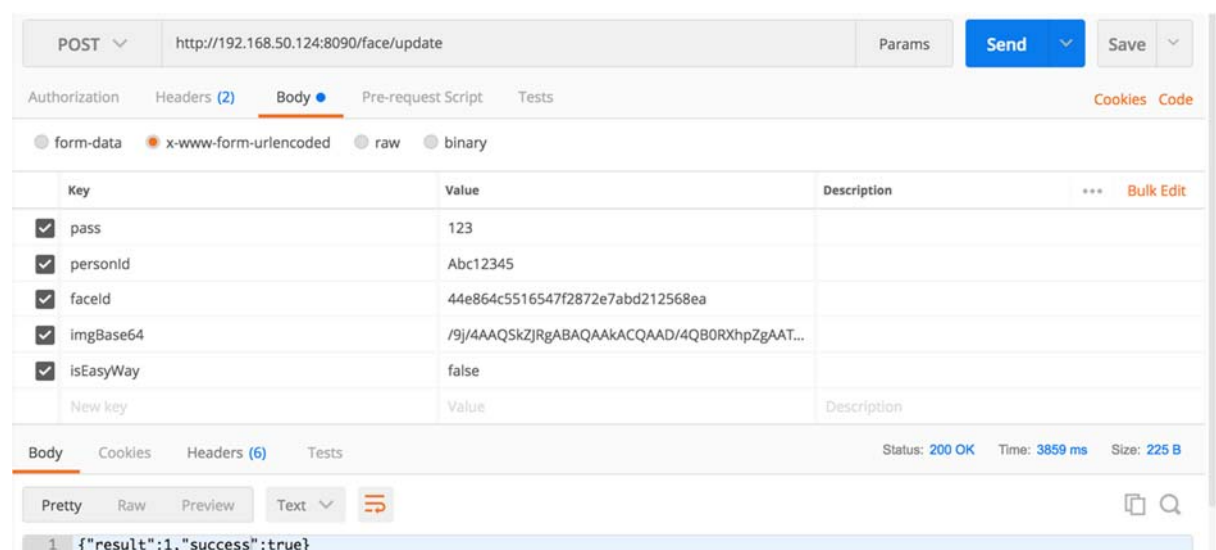 POST http://192.168.50.124:8090/face/update Params Send Save
Authorization Headers (2) Body Pre-request Script Tests Cookies Code
form-data x-www-form-urlencoded raw binary
Key Value Description ••• Bulk Edit
pass 123
personId Abc12345
faceId 44e864c5516547f2872e7abd212568ea
imgBase64 /9j/4AAQSkZJRgABAQAAkACQAAD/4QB0RXhpZgAAT...
isEasyWay false
New key Value Description
Body Cookies Headers (6) Tests Status: 200 OK Time: 3859 ms Size: 225 B
Pretty Raw Preview Text
1 {"result":1,"success":true}